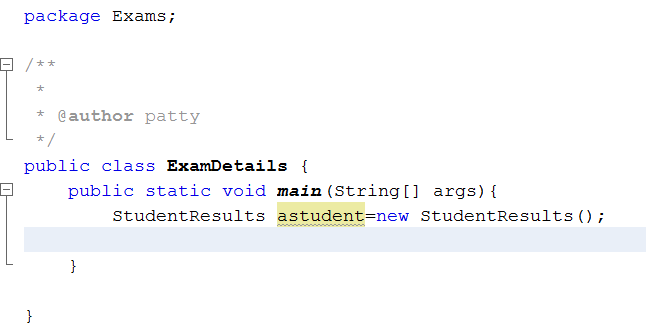 package Exams;
/**
 *
 * @author patty
 */
public class ExamDetails {
    public static void main(String[] args){
        StudentResults astudent=new StudentResults();
    }
}